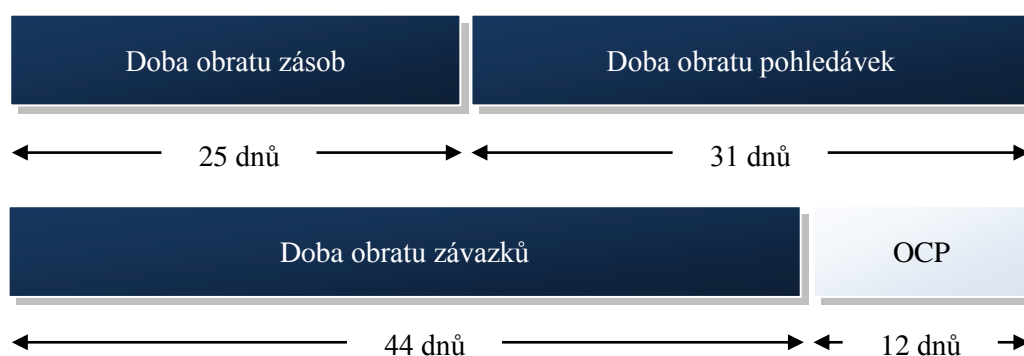 Doba obratu zásob
Doba obratu pohledávek
25 dnů
31 dnů
Doba obratu závazků
OCP
44 dnů
12 dnů